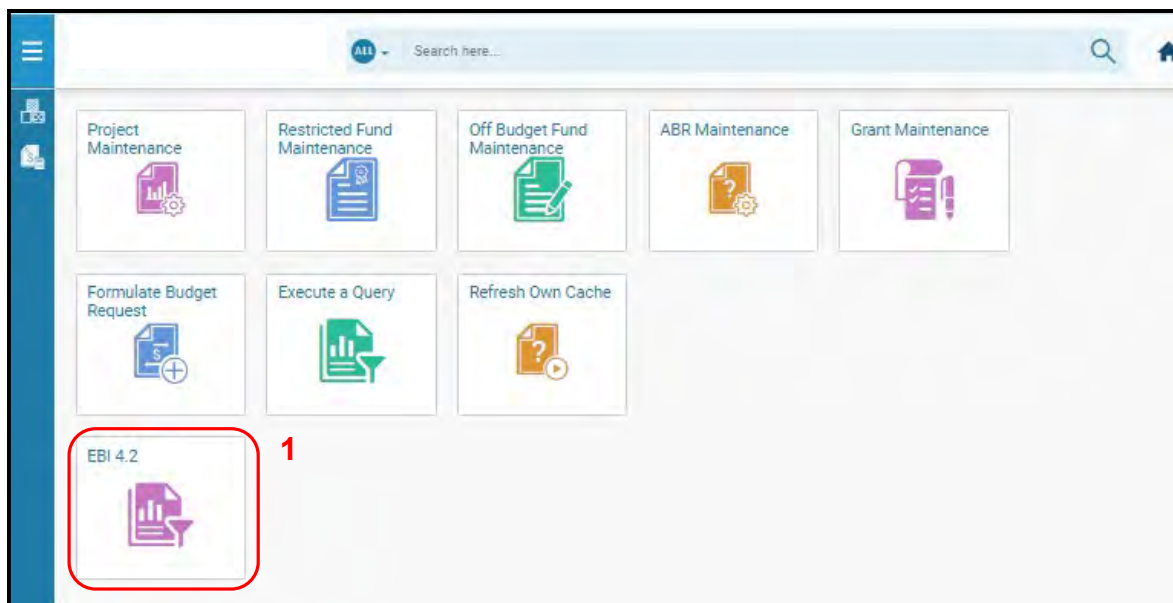 ALL
Search here...
Project
Maintenance
Restricted Fund
Maintenance
Off Budget Fund
Maintenance
ABR Maintenance
Grant Maintenance
Formulate Budget
Request
Execute a Query
Refresh Own Cache
EBI 4.2
1